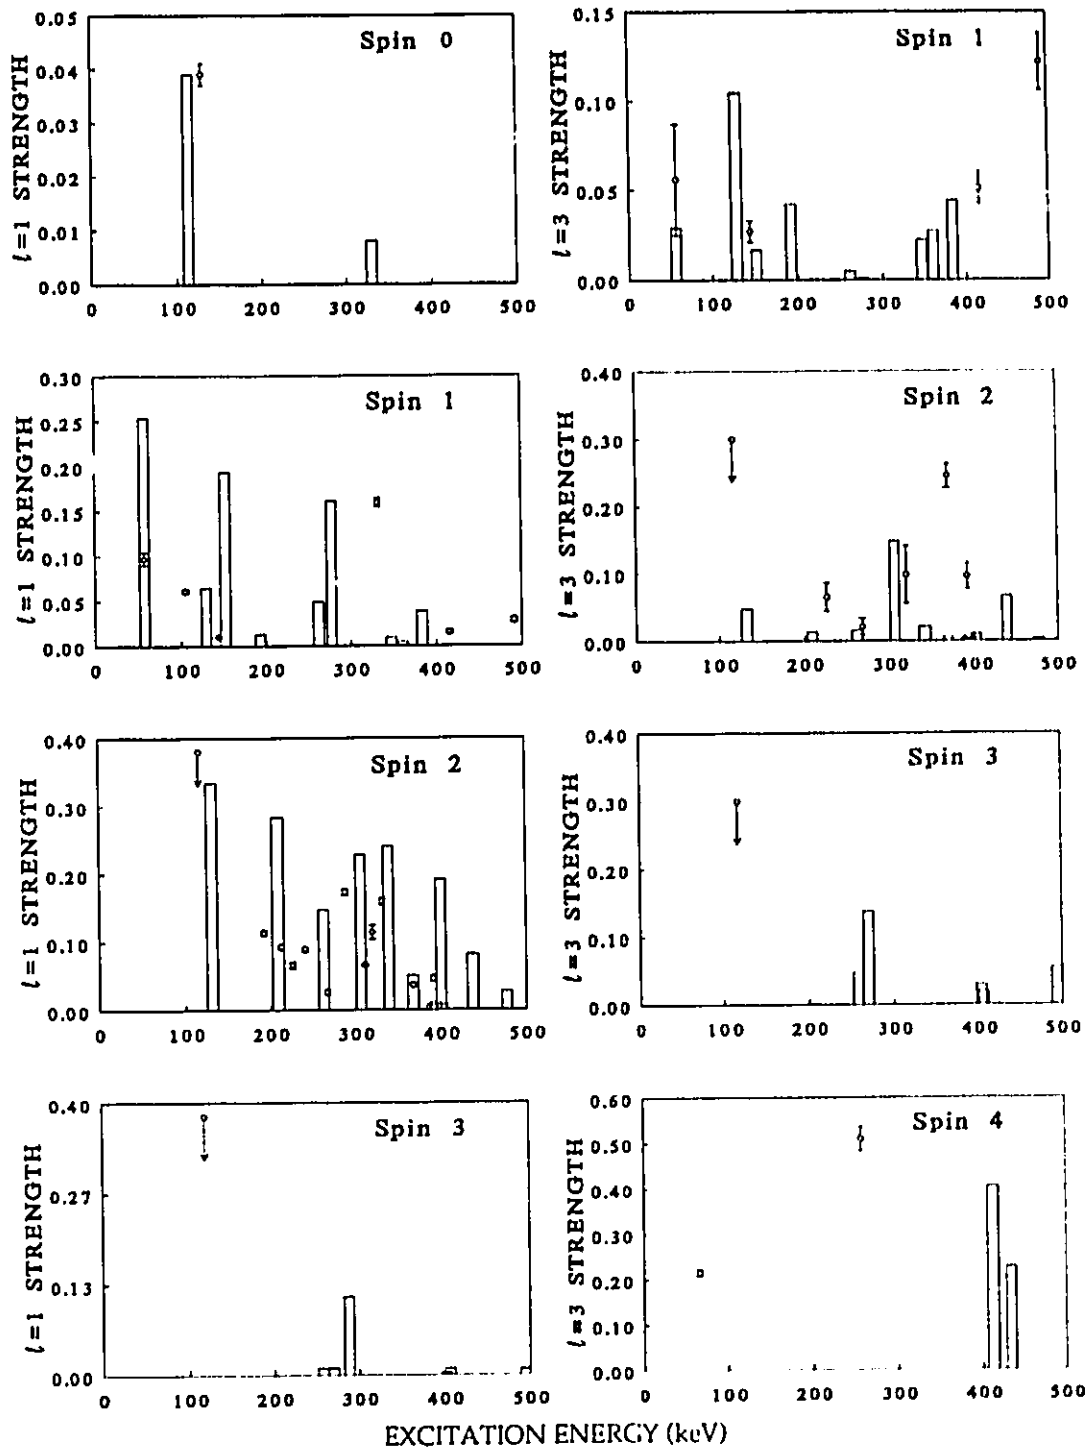 Spin 0
l=1 STRENGTH
0.05
0.04
0.03
0.02
0.01
0.00
0 100 200 300 400 500
Spin 1
l=3 STRENGTH
0.15
0.10
0.05
0.00
0 100 200 300 400 500
Spin 1
l=1 STRENGTH
0.30
0.25
0.20
0.15
0.10
0.05
0.00
0 100 200 300 400 500
Spin 2
l=3 STRENGTH
0.40
0.30
0.20
0.10
0.00
0 100 200 300 400 500
Spin 2
l=1 STRENGTH
0.40
0.30
0.20
0.10
0.00
0 100 200 300 400 500
Spin 3
l=3 STRENGTH
0.40
0.30
0.20
0.10
0.00
0 100 200 300 400 500
Spin 3
l=1 STRENGTH
0.40
0.27
0.13
0.00
0 100 200 300 400 500
Spin 4
l=3 STRENGTH
0.60
0.50
0.40
0.30
0.20
0.10
0.00
0 100 200 300 400 500
EXCITATION ENERGY (keV)